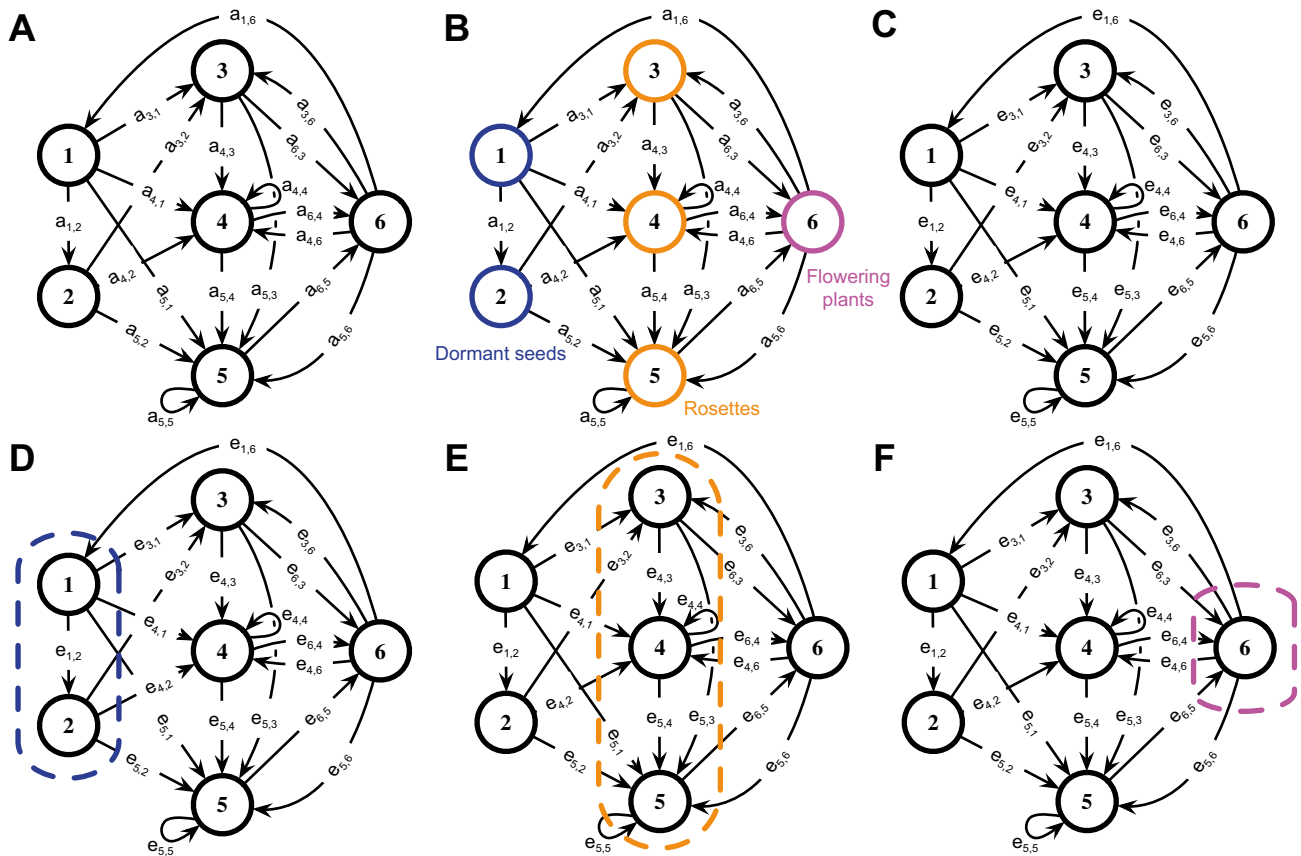 A
a1,6
3
a3,1
a3,2
a3,6
a6,3
a4,3
1
a4,1
a4,4
4
a6,4
a4,6
6
a1,2
2
a4,2
a5,1
a5,4
a5,3
a6,5
a5,2
a5,6
5
a5,5
B
a1,6
3
a3,1
a3,2
a3,6
a6,3
a4,3
1
a4,1
a4,4
4
a6,4
a4,6
6
Flowering
plants
a1,2
2
a4,2
a5,1
a5,4
a5,3
a6,5
a5,2
a5,6
Dormant seeds
5
Rosettes
a5,5
C
e1,6
3
e3,1
e3,2
e3,6
e6,3
e4,3
1
e4,1
e4,4
4
e6,4
e4,6
6
e1,2
2
e4,2
e5,1
e5,4
e5,3
e6,5
e5,2
e5,6
5
e5,5
D
e1,6
3
e3,1
e3,2
e3,6
e6,3
e4,3
1
e4,1
e4,4
4
e6,4
e4,6
6
e1,2
2
e4,2
e5,1
e5,4
e5,3
e6,5
e5,2
e5,6
5
e5,5
E
e1,6
3
e3,1
e3,2
e3,6
e6,3
e4,3
1
e4,1
e4,4
4
e6,4
e4,6
6
e1,2
2
e4,2
e5,1
e5,4
e5,3
e6,5
e5,2
e5,6
5
e5,5
F
e1,6
3
e3,1
e3,2
e3,6
e6,3
e4,3
1
e4,1
e4,4
4
e6,4
e4,6
6
e1,2
2
e4,2
e5,1
e5,4
e5,3
e6,5
e5,2
e5,6
5
e5,5